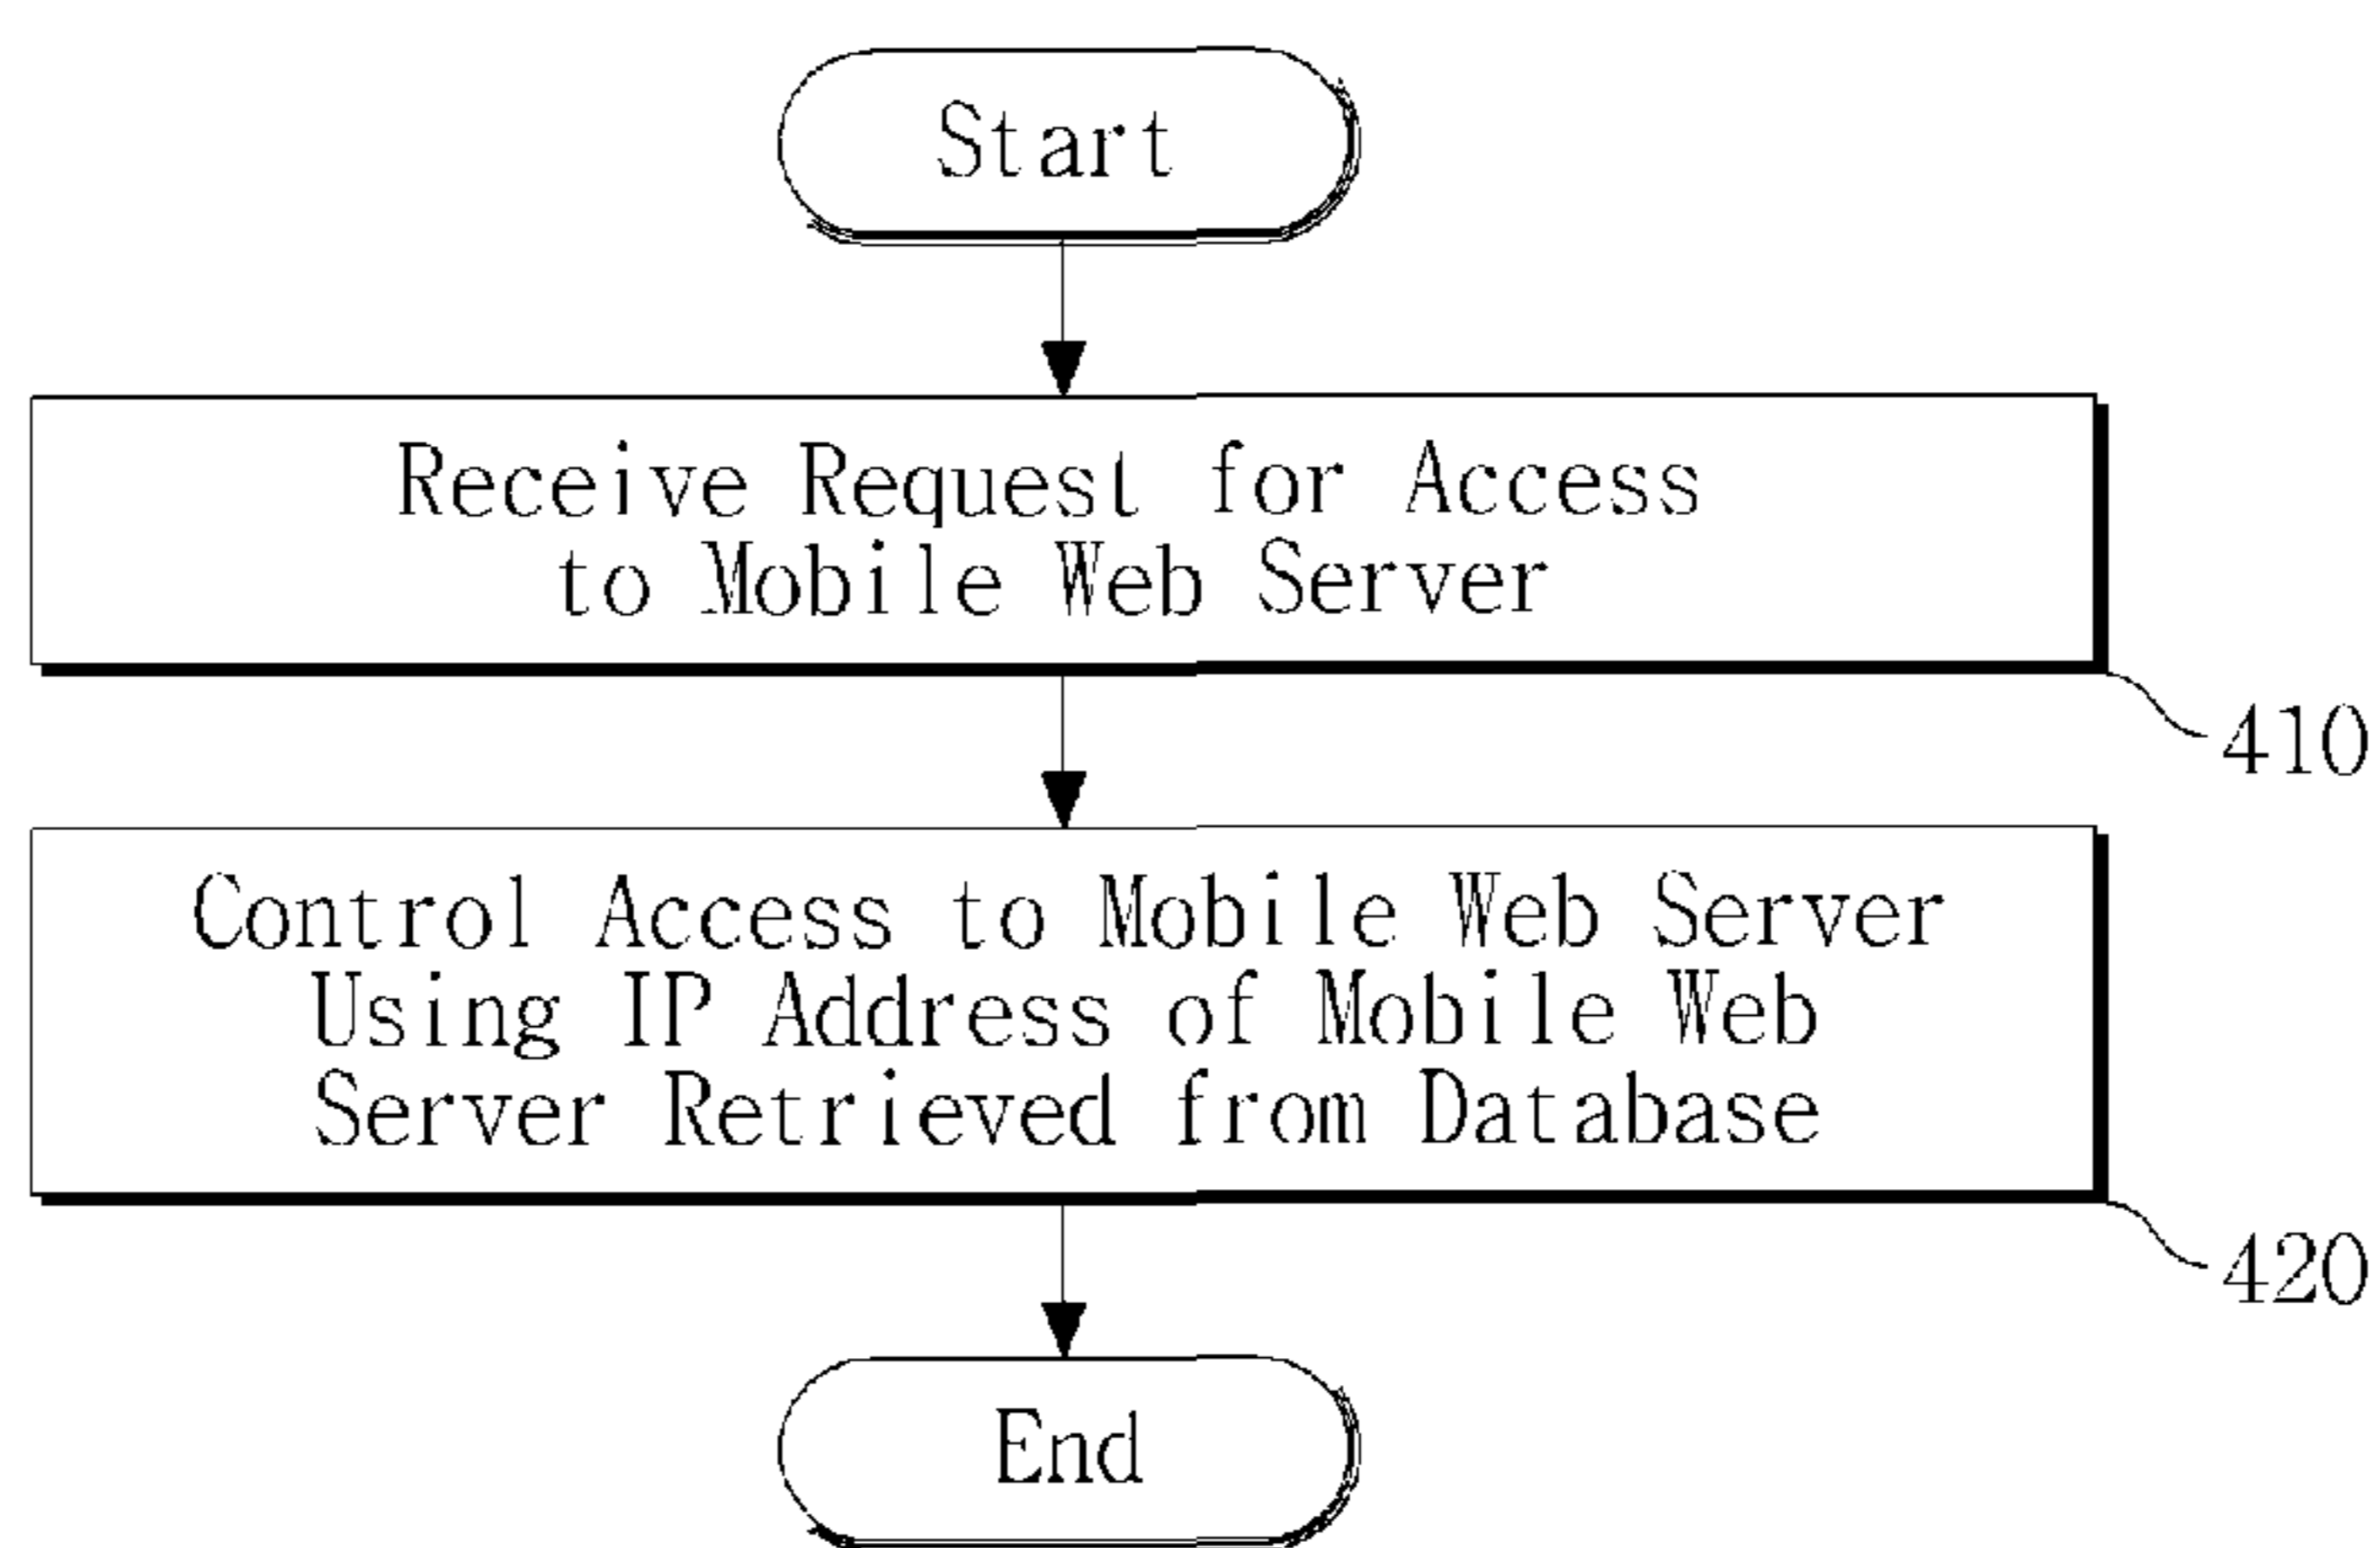 Start
Receive Request for Access
to Mobile Web Server
410
Control Access to Mobile Web Server
Using IP Address of Mobile Web
Server Retrieved from Database
420
End